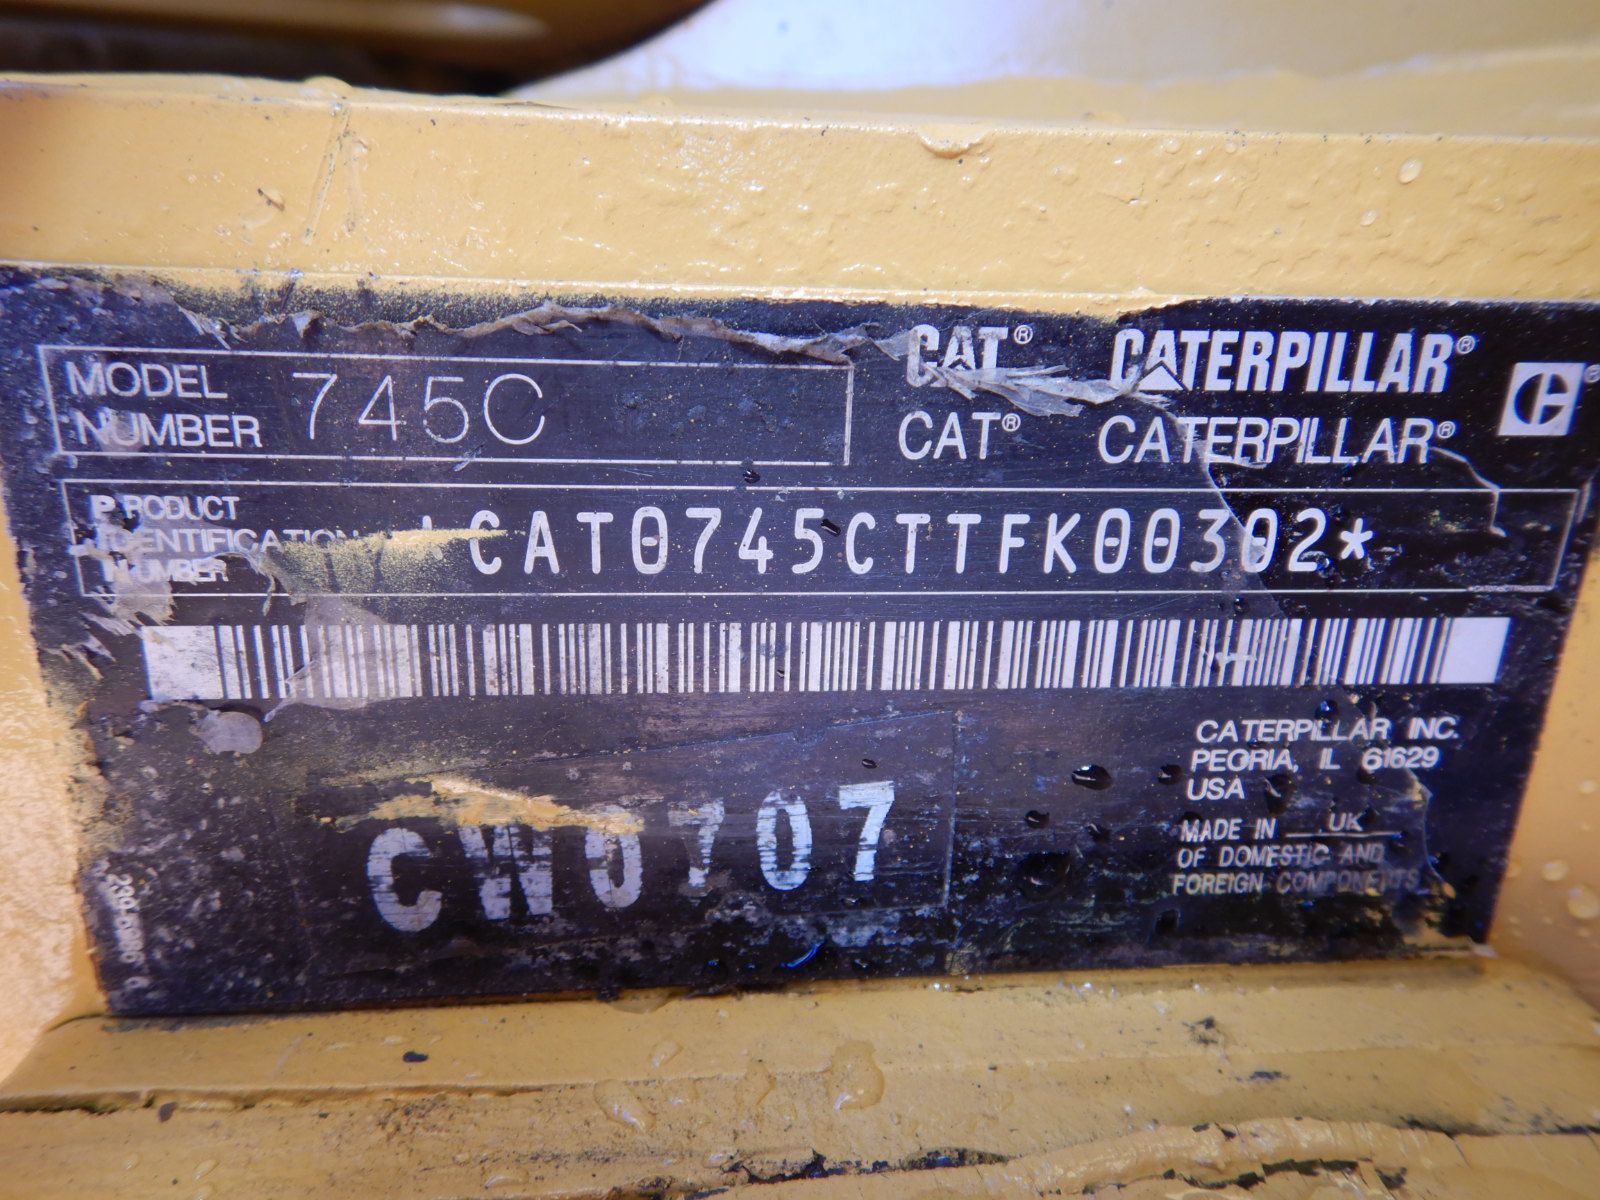 MODEL NUMBER 745C
CAT® CATERPILLAR®
CAT® CATERPILLAR®
PRODUCT IDENTIFICATION NUMBER *CAT0745CTTFK00302*
CW0707
CATERPILLAR INC.
PEORIA, IL 61629
USA
MADE IN UK
OF DOMESTIC AND
FOREIGN COMPONENTS